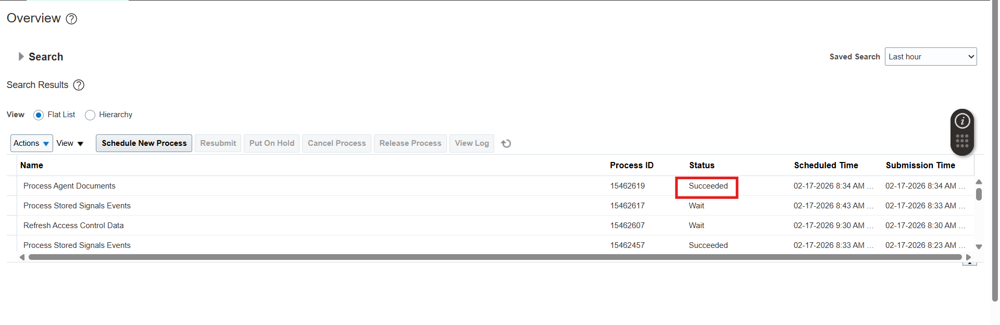 Overview ?
Search
Saved Search Last hour
Search Results ?
View Flat List Hierarchy
Actions View Schedule New Process Resubmit Put On Hold Cancel Process Release Process View Log
i
Name Process ID Status Scheduled Time Submission Time
Process Agent Documents 15462619 Succeeded 02-17-2026 8:34 AM ... 02-17-2026 8:34 AM ...
Process Stored Signals Events 15462617 Wait 02-17-2026 8:43 AM ... 02-17-2026 8:33 AM ...
Refresh Access Control Data 15462607 Wait 02-17-2026 9:30 AM ... 02-17-2026 8:30 AM ...
Process Stored Signals Events 15462457 Succeeded 02-17-2026 8:33 AM ... 02-17-2026 8:23 AM ...